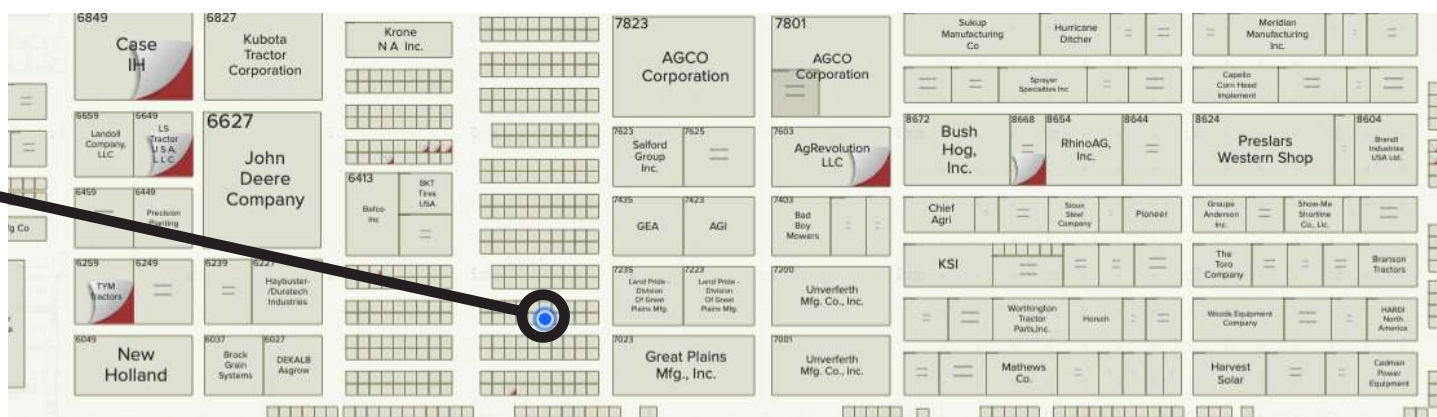 6849
Case
IH
6827
Kubota
Tractor
Corporation
Krone
N A Inc.
7823
AGCO
Corporation
7801
AGCO
Corporation
Sukup
Manufacturing
Co
Hurricane
Ditcher
Meridian
Manufacturing
Inc.
Sprayer
Specialties Inc
Capello
Corn Head
Implement
6659
Landoll
Company,
LLC
6649
LS
Tractor
U S A,
L L C
6627
John
Deere
Company
7623
Salford
Group
Inc.
7625
7603
AgRevolution
LLC
8672
Bush
Hog,
Inc.
8668
8654
RhinoAG,
Inc.
8644
8624
Preslars
Western Shop
8604
Brandt
Industries
USA Ltd.
6459
6449
Precision
Planting
6413
Befco
Inc
BKT
Tires
USA
7435
GEA
7423
AGI
7403
Bad
Boy
Mowers
Chief
Agri
Sioux
Steel
Company
Pioneer
Groupe
Anderson
Inc.
Show-Me
Shortline
Co., Llc.
g Co
6259
TYM
Tractors
6249
6239
6227
Haybuster-
/Duratech
Industries
7235
Land Pride -
Division
Of Great
Plains Mfg.
7223
Land Pride -
Division
Of Great
Plains Mfg.
7200
Unverferth
Mfg. Co., Inc.
KSI
The
Toro
Company
Branson
Tractors
Worthington
Tractor
Parts,Inc.
Horsch
Woods Equipment
Company
HARDI
North
America
6049
New
Holland
6037
Brock
Grain
Systems
6027
DEKALB
Asgrow
7023
Great Plains
Mfg., Inc.
7001
Unverferth
Mfg. Co., Inc.
Mathews
Co.
Harvest
Solar
Cadman
Power
Equipment